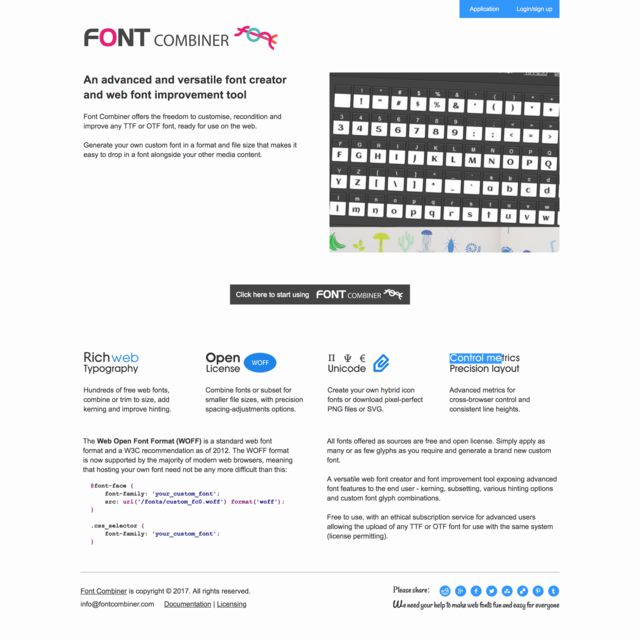 Application Login/sign up
FONT COMBINER
An advanced and versatile font creator
and web font improvement tool
Font Combiner offers the freedom to customise, recondition and
improve any TTF or OTF font, ready for use on the web.
Generate your own custom font in a format and file size that makes it
easy to drop in a font alongside your other media content.
! " # $ % & ' ( ) * +
3 4 5 6 7 8 9 : ; < = >
F G H I J K L M N O P Q
Y Z [ \ ] ^ _ ` a b c d
l m n o p q r s t u v w
Click here to start using FONT COMBINER
Rich web
Typography
Hundreds of free web fonts,
combine or trim to size, add
kerning and improve hinting.
Open
License
WOFF
Combine fonts or subset for
smaller file sizes, with precision
spacing-adjustments options.
Π Ψ €
Unicode
Create your own hybrid icon
fonts or download pixel-perfect
PNG files or SVG.
Control metrics
Precision layout
Advanced metrics for
cross-browser control and
consistent line heights.
The Web Open Font Format (WOFF) is a standard web font
format and a W3C recommendation as of 2012. The WOFF format
is now supported by the majority of modern web browsers, meaning
that hosting your own font need not be any more difficult than this:
@font-face {
font-family: 'your_custom_font';
src: url('/fonts/custom_fc0.woff') format('woff');
}
.css_selector {
font-family: 'your_custom_font';
}
All fonts offered as sources are free and open license. Simply apply as
many or as few glyphs as you require and generate a brand new custom
font.
A versatile web font creator and font improvement tool exposing advanced
font features to the end user - kerning, subsetting, various hinting options
and custom font glyph combinations.
Free to use, with an ethical subscription service for advanced users
allowing the upload of any TTF or OTF font for use with the same system
(license permitting).
Font Combiner is copyright © 2017. All rights reserved.
info@fontcombiner.com Documentation | Licensing
Please share:
We need your help to make web fonts fun and easy for everyone